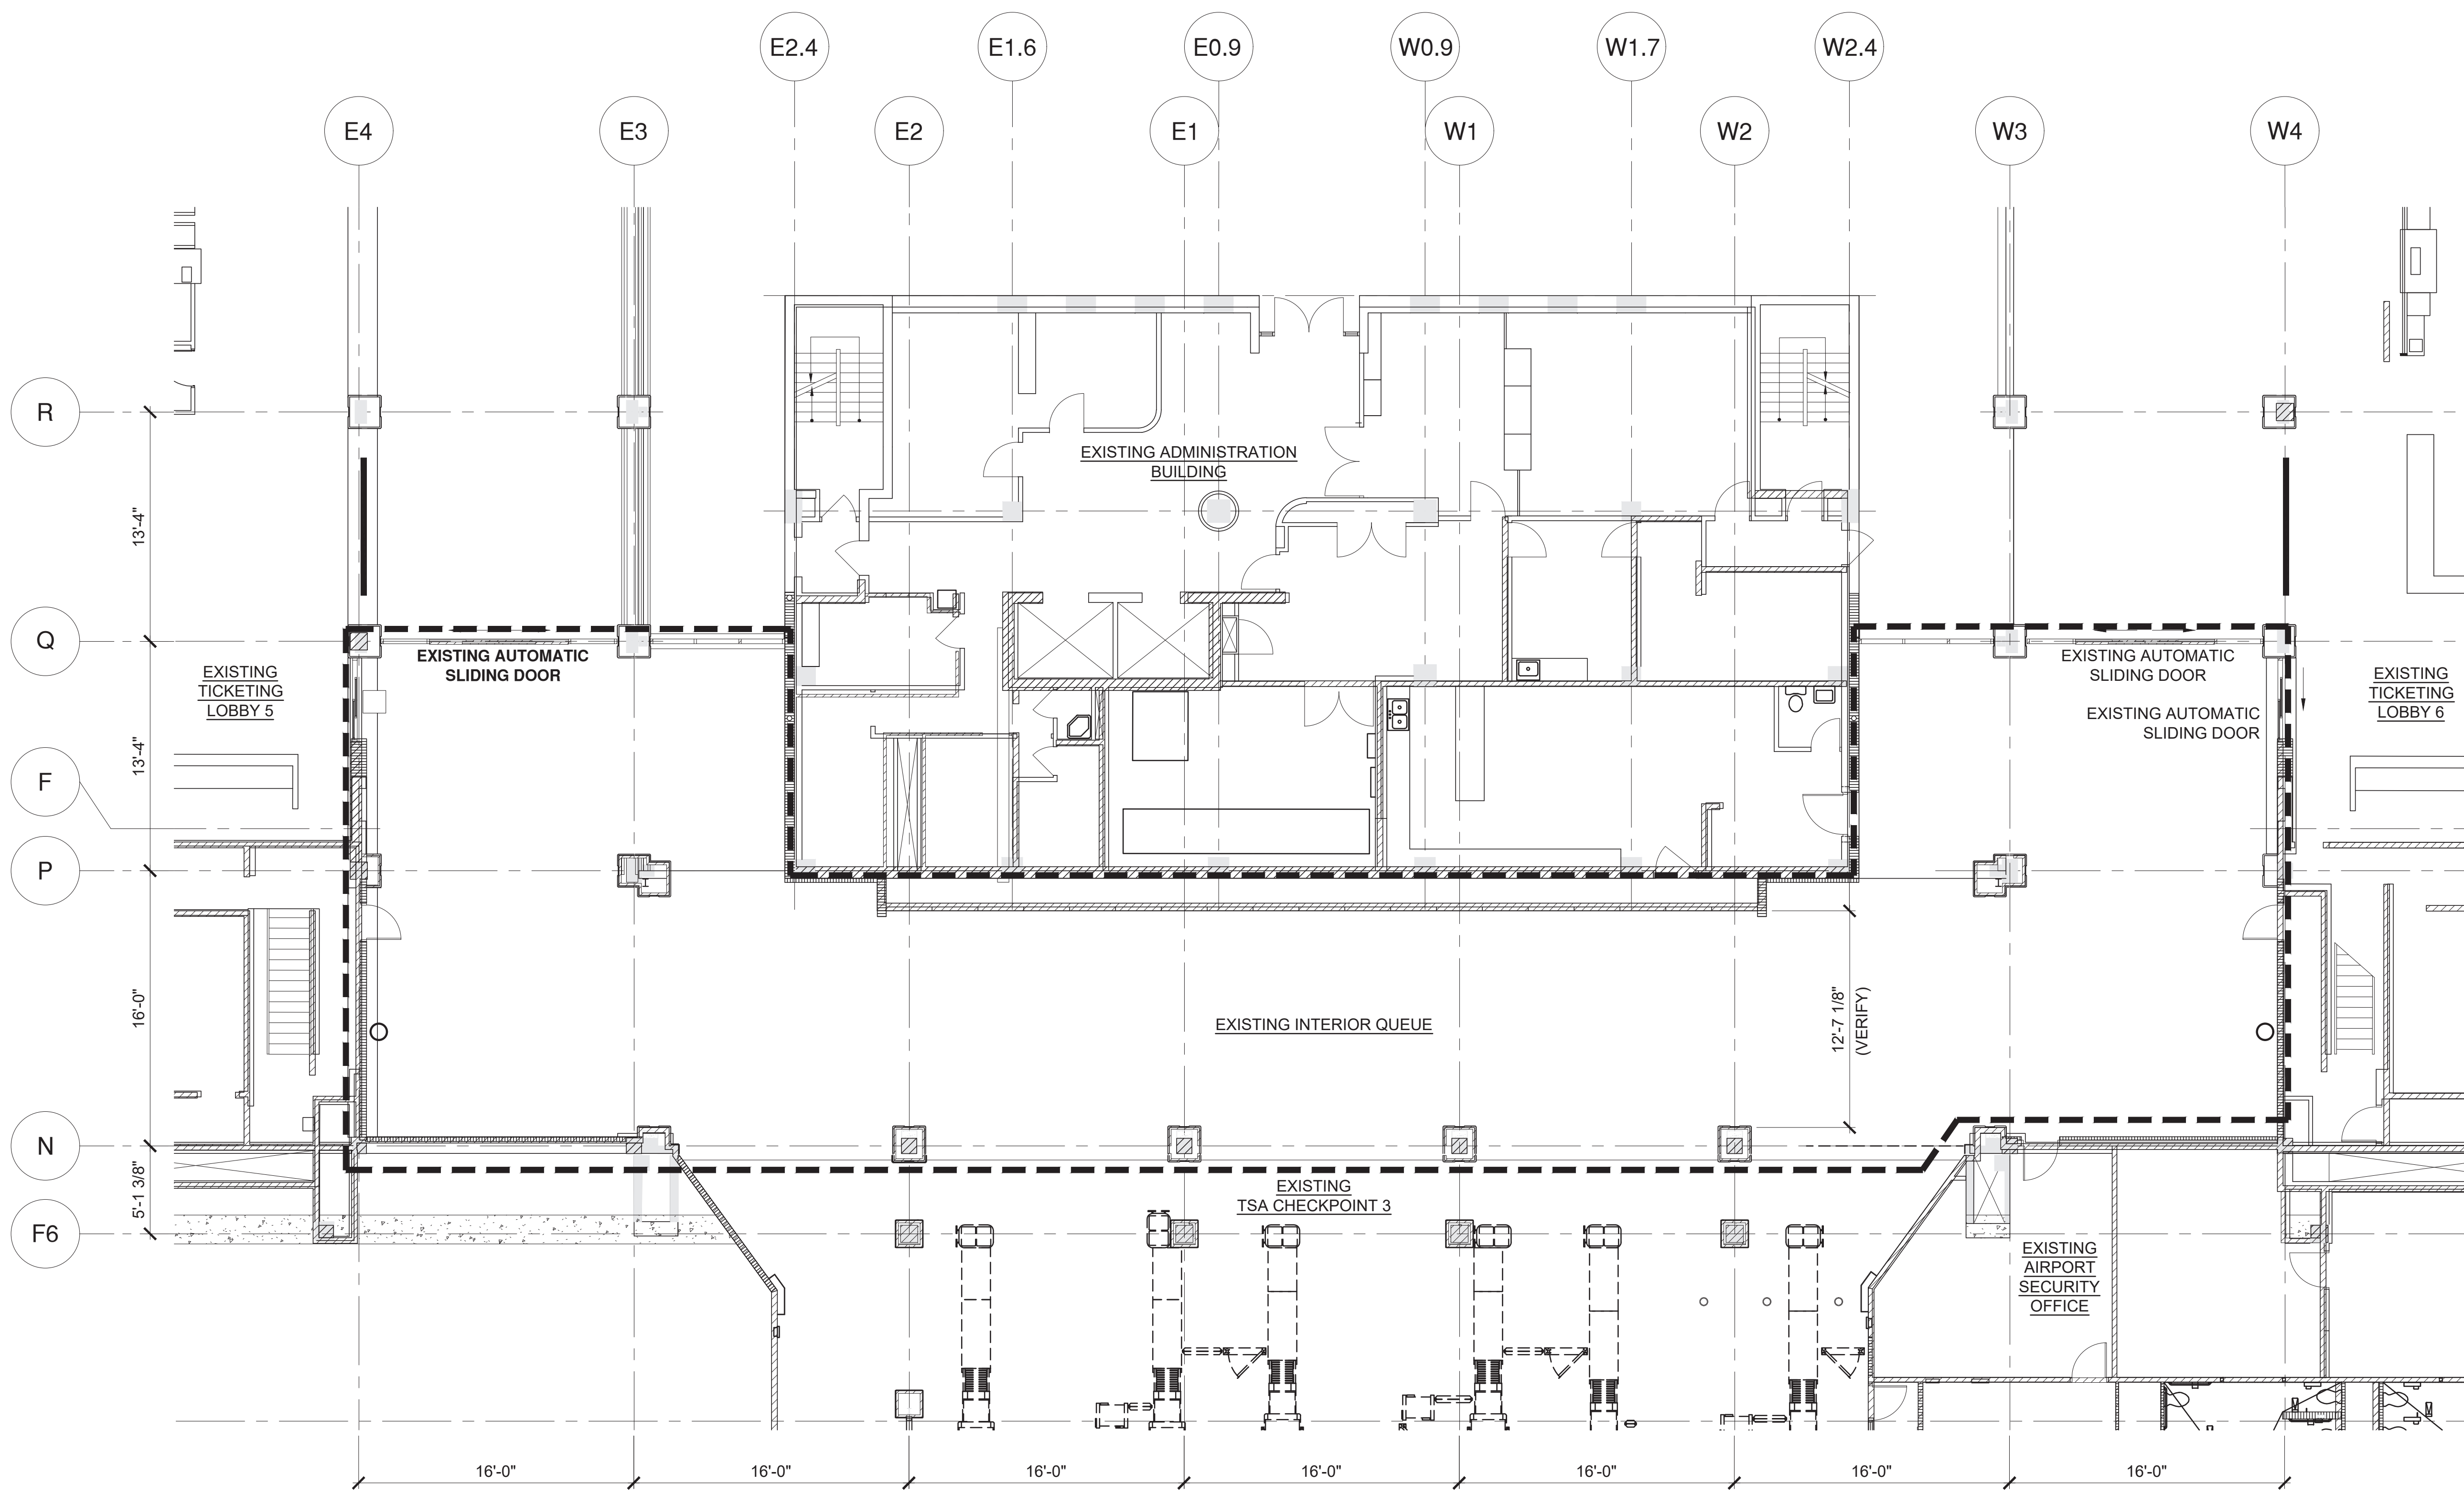 E2.4 E1.6 E0.9 W0.9 W1.7 W2.4
E4 E3 E2 E1 W1 W2 W3 W4
R
EXISTING ADMINISTRATION
BUILDING
13'-4"
Q
EXISTING AUTOMATIC
SLIDING DOOR
EXISTING AUTOMATIC
SLIDING DOOR
EXISTING
TICKETING
LOBBY 5
EXISTING
TICKETING
LOBBY 6
EXISTING AUTOMATIC
SLIDING DOOR
13'-4"
F
P
16'-0"
EXISTING INTERIOR QUEUE
12'-7 1/8"
(VERIFY)
N
5'-1 3/8"
EXISTING
TSA CHECKPOINT 3
F6
EXISTING
AIRPORT
SECURITY
OFFICE
16'-0" 16'-0" 16'-0" 16'-0" 16'-0" 16'-0" 16'-0"